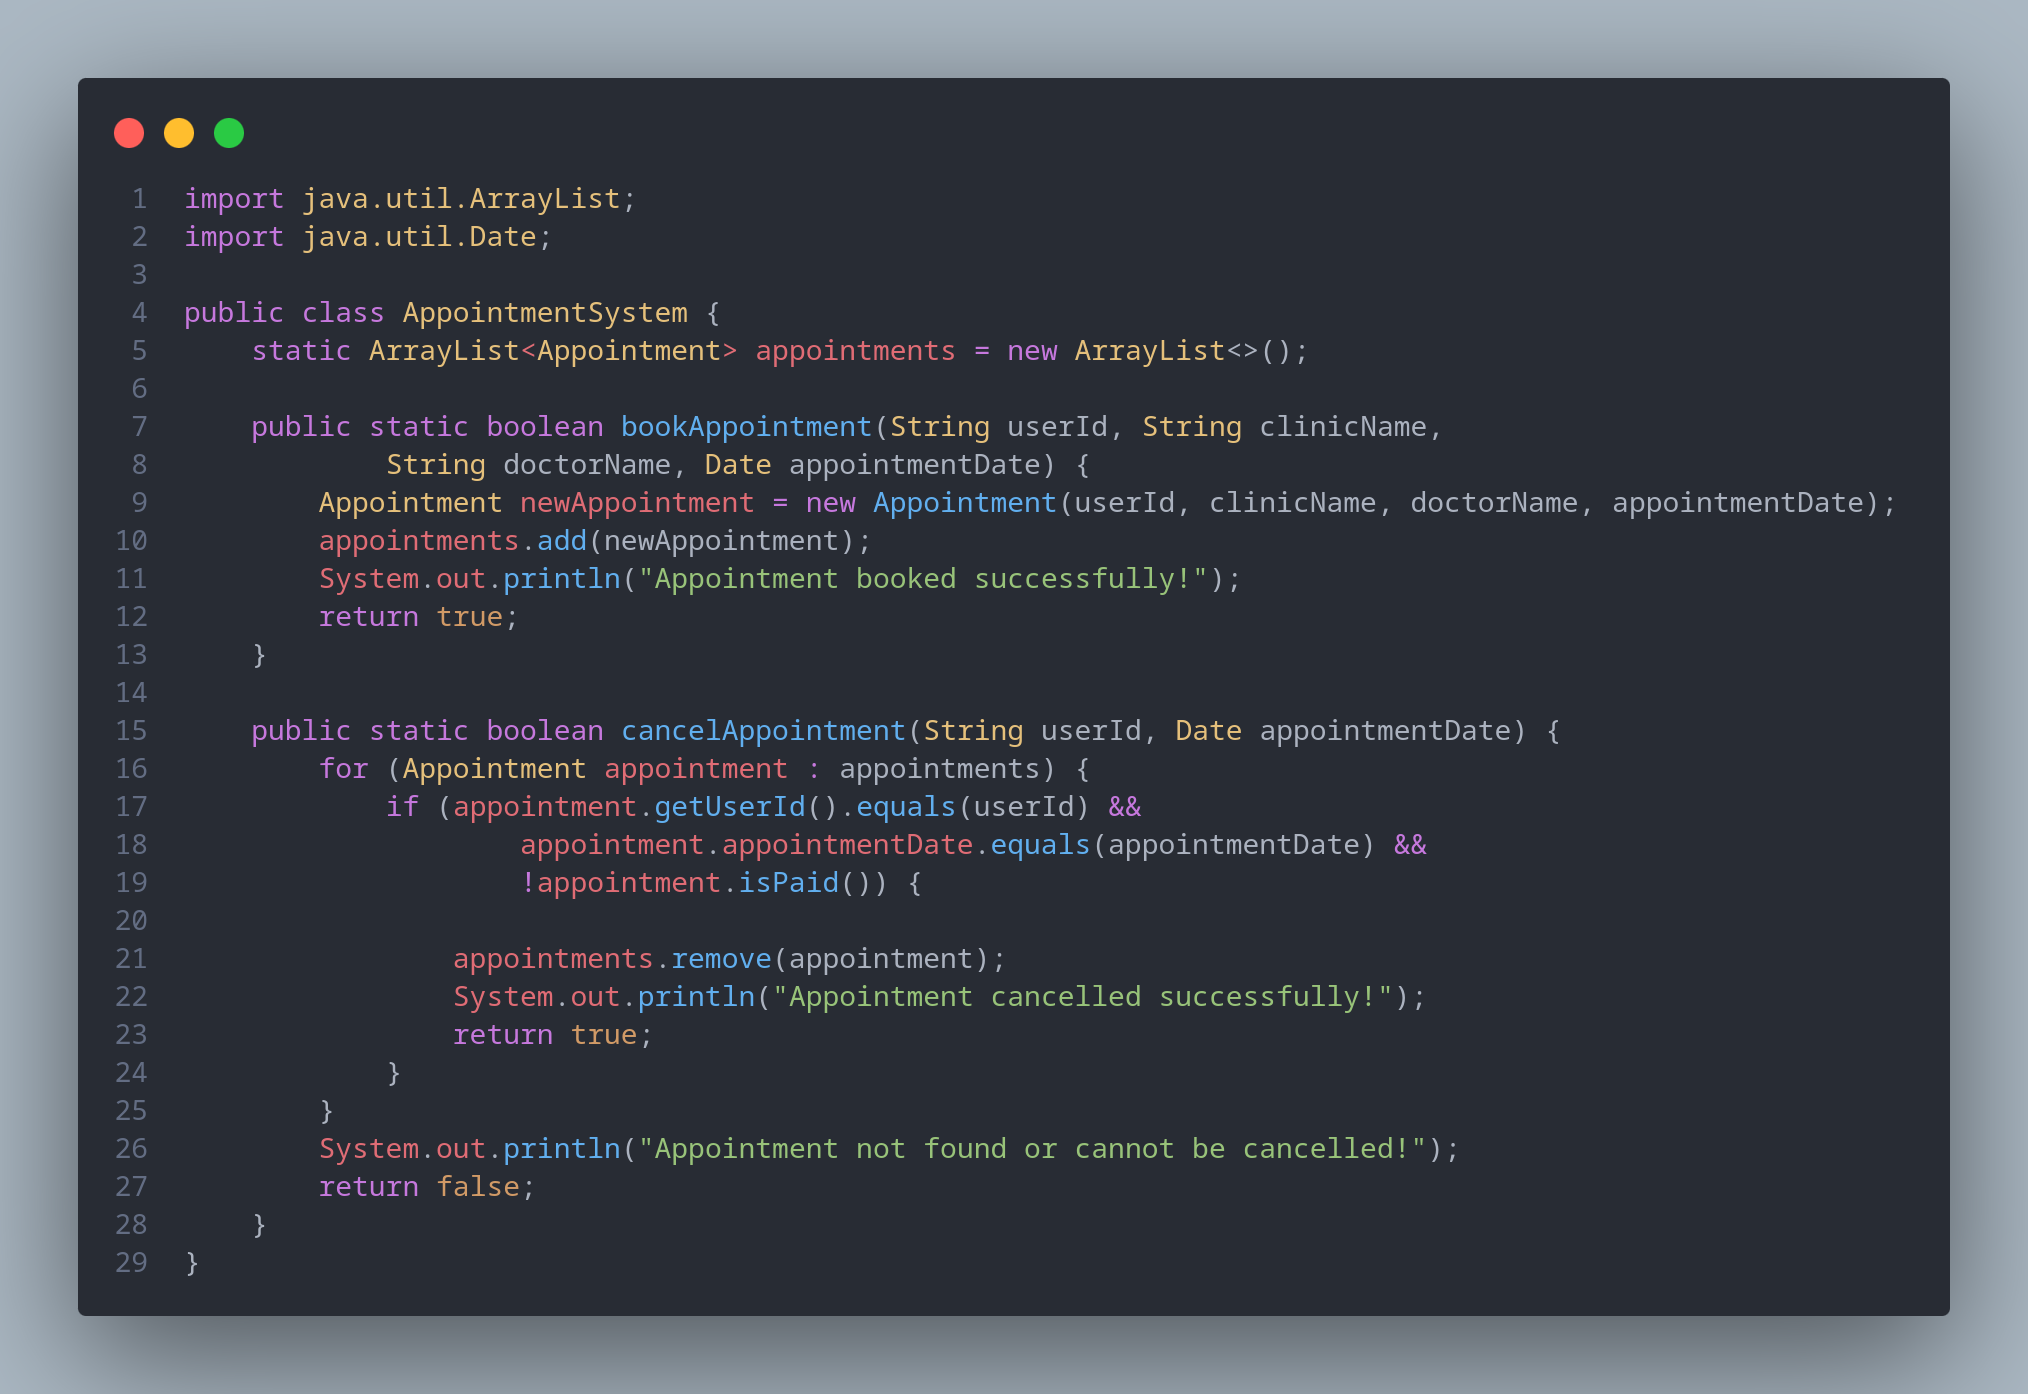 1 import java.util.ArrayList;
2 import java.util.Date;
3
4 public class AppointmentSystem {
5     static ArrayList<Appointment> appointments = new ArrayList<>();
6
7     public static boolean bookAppointment(String userId, String clinicName,
8             String doctorName, Date appointmentDate) {
9         Appointment newAppointment = new Appointment(userId, clinicName, doctorName, appointmentDate);
10         appointments.add(newAppointment);
11         System.out.println("Appointment booked successfully!");
12         return true;
13     }
14
15     public static boolean cancelAppointment(String userId, Date appointmentDate) {
16         for (Appointment appointment : appointments) {
17             if (appointment.getUserId().equals(userId) &&
18                     appointment.appointmentDate.equals(appointmentDate) &&
19                     !appointment.isPaid()) {
20
21                 appointments.remove(appointment);
22                 System.out.println("Appointment cancelled successfully!");
23                 return true;
24             }
25         }
26         System.out.println("Appointment not found or cannot be cancelled!");
27         return false;
28     }
29 }